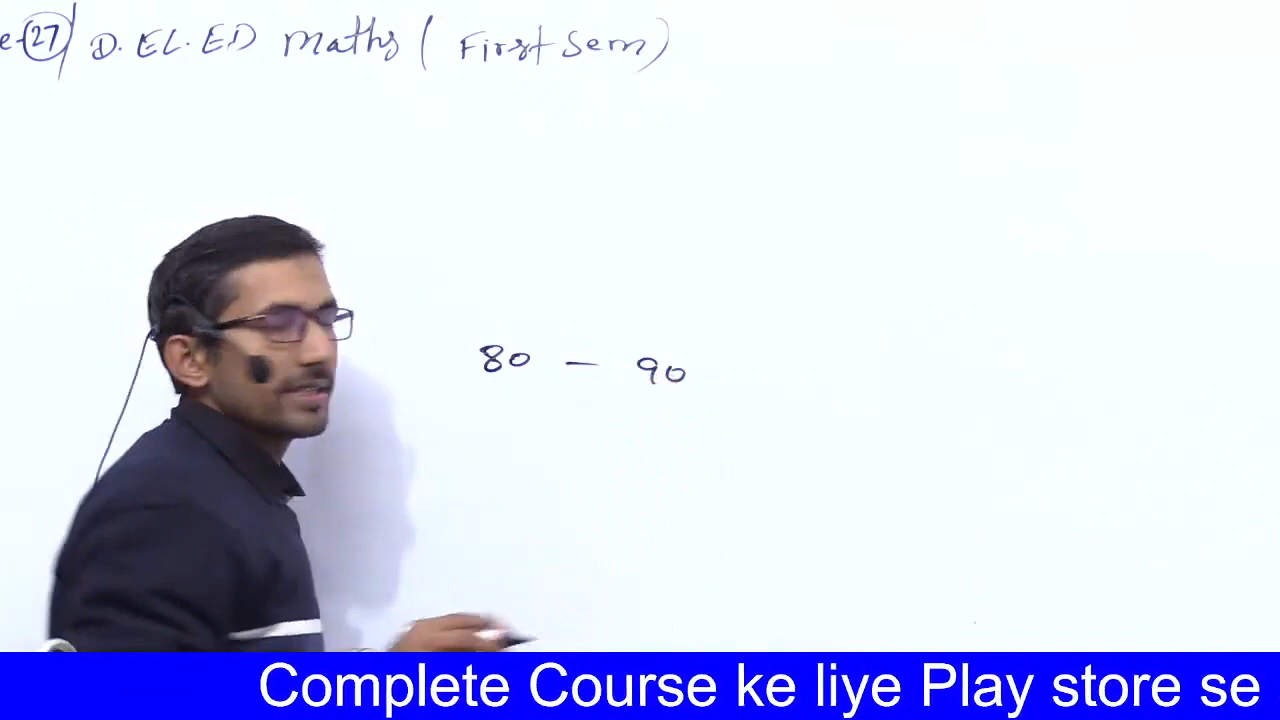 e-27 D.EL.ED Maths ( First Sem)
80 - 90
Complete Course ke liye Play store se